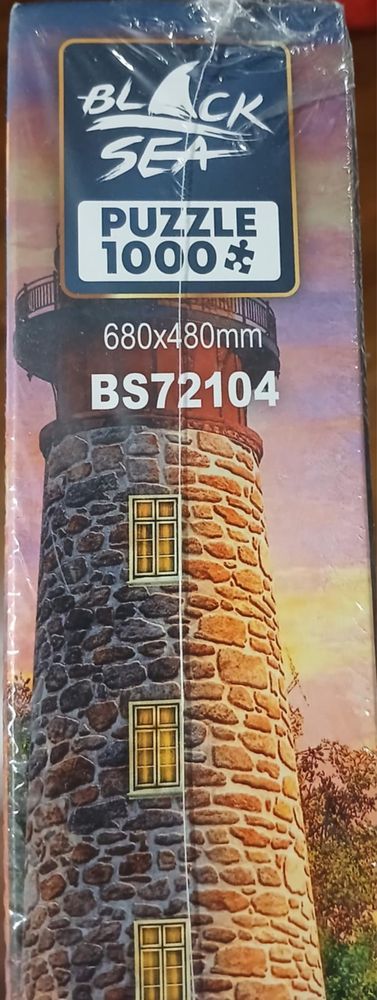 BLACK
SEA
PUZZLE
1000
680x480mm
BS72104